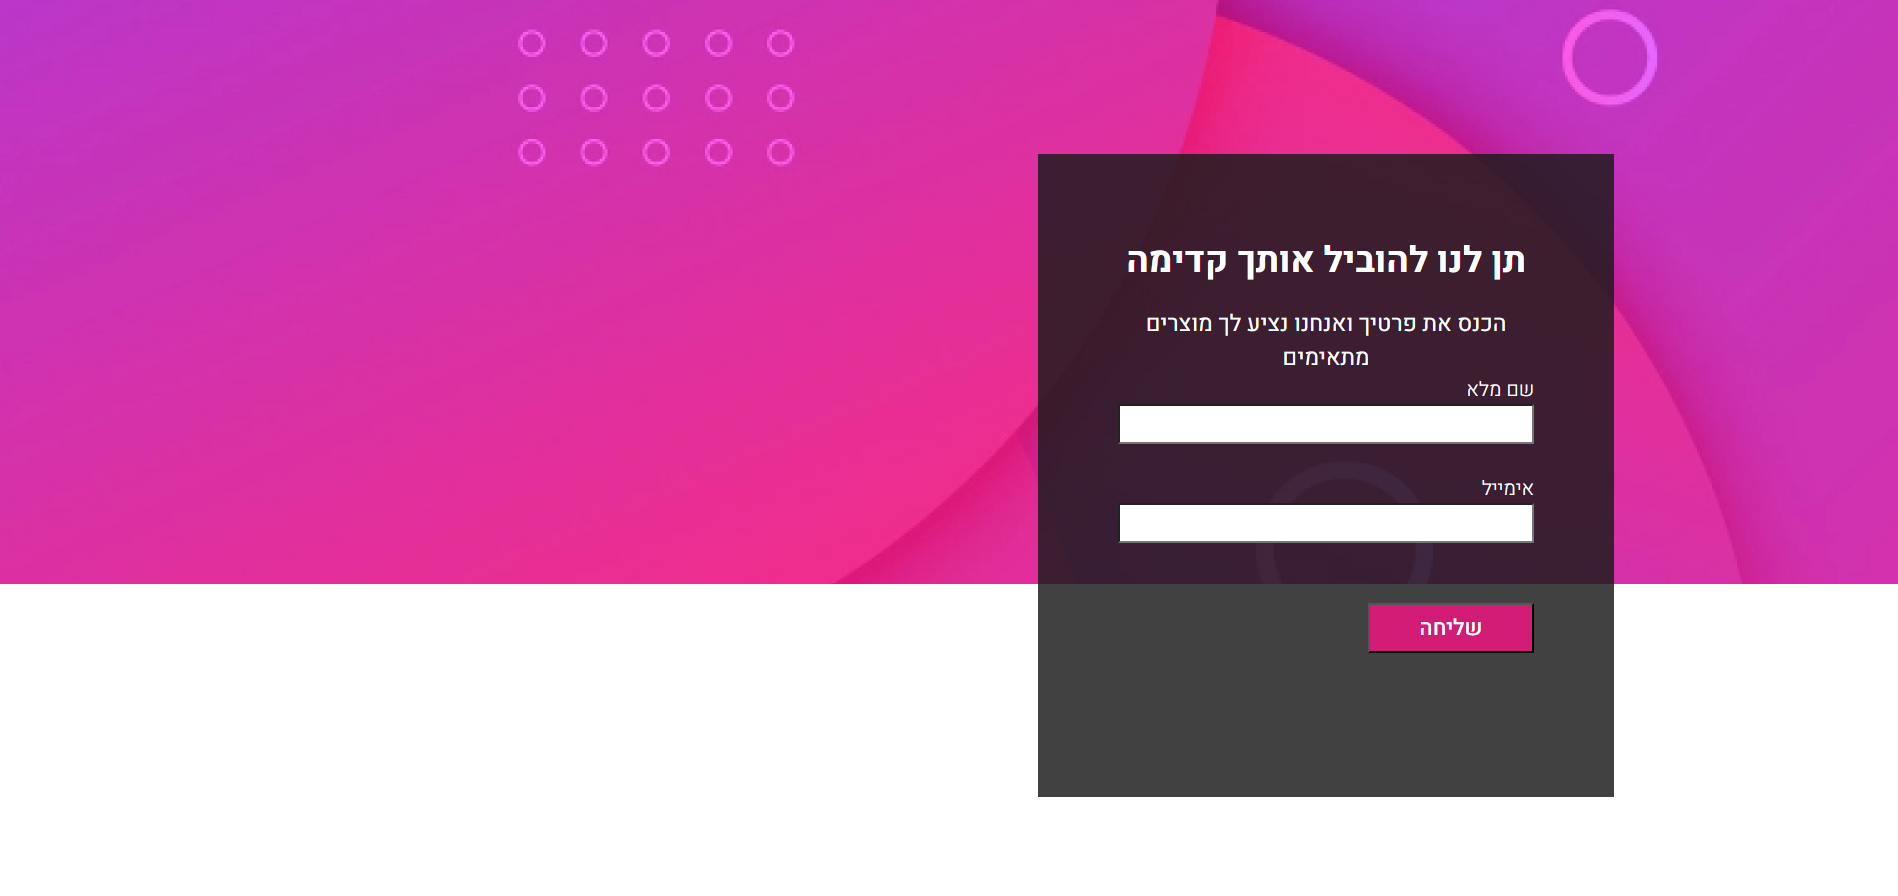 תן לנו להוביל אותך קדימה
הכנס את פרטיך ואנחנו נציע לך מוצרים
מתאימים
שם מלא
אימייל
שליחה